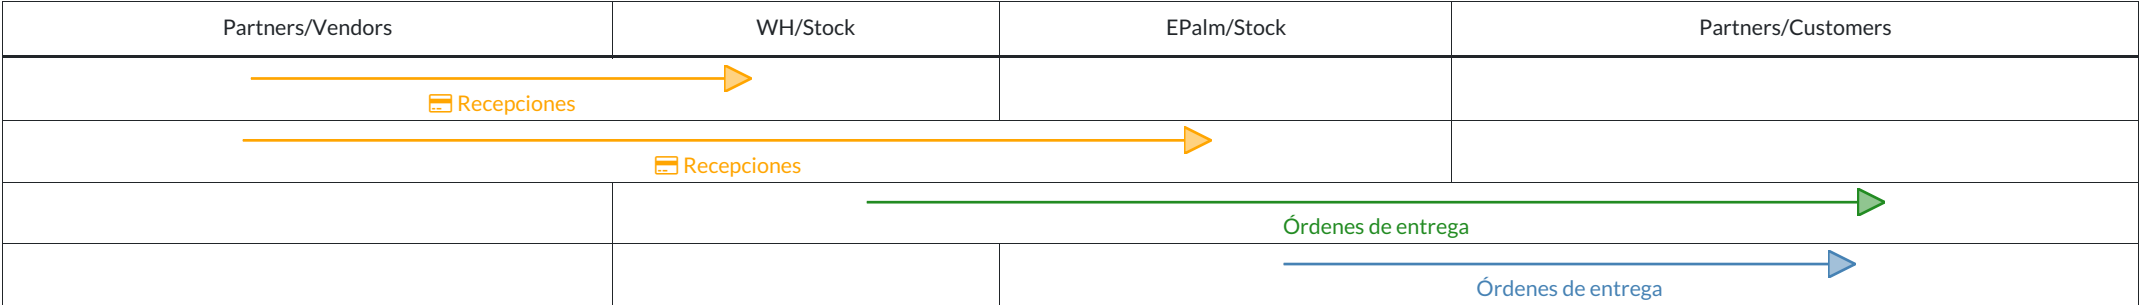 Partners/Vendors WH/Stock EPalm/Stock Partners/Customers
Recepciones
Recepciones
Órdenes de entrega
Órdenes de entrega